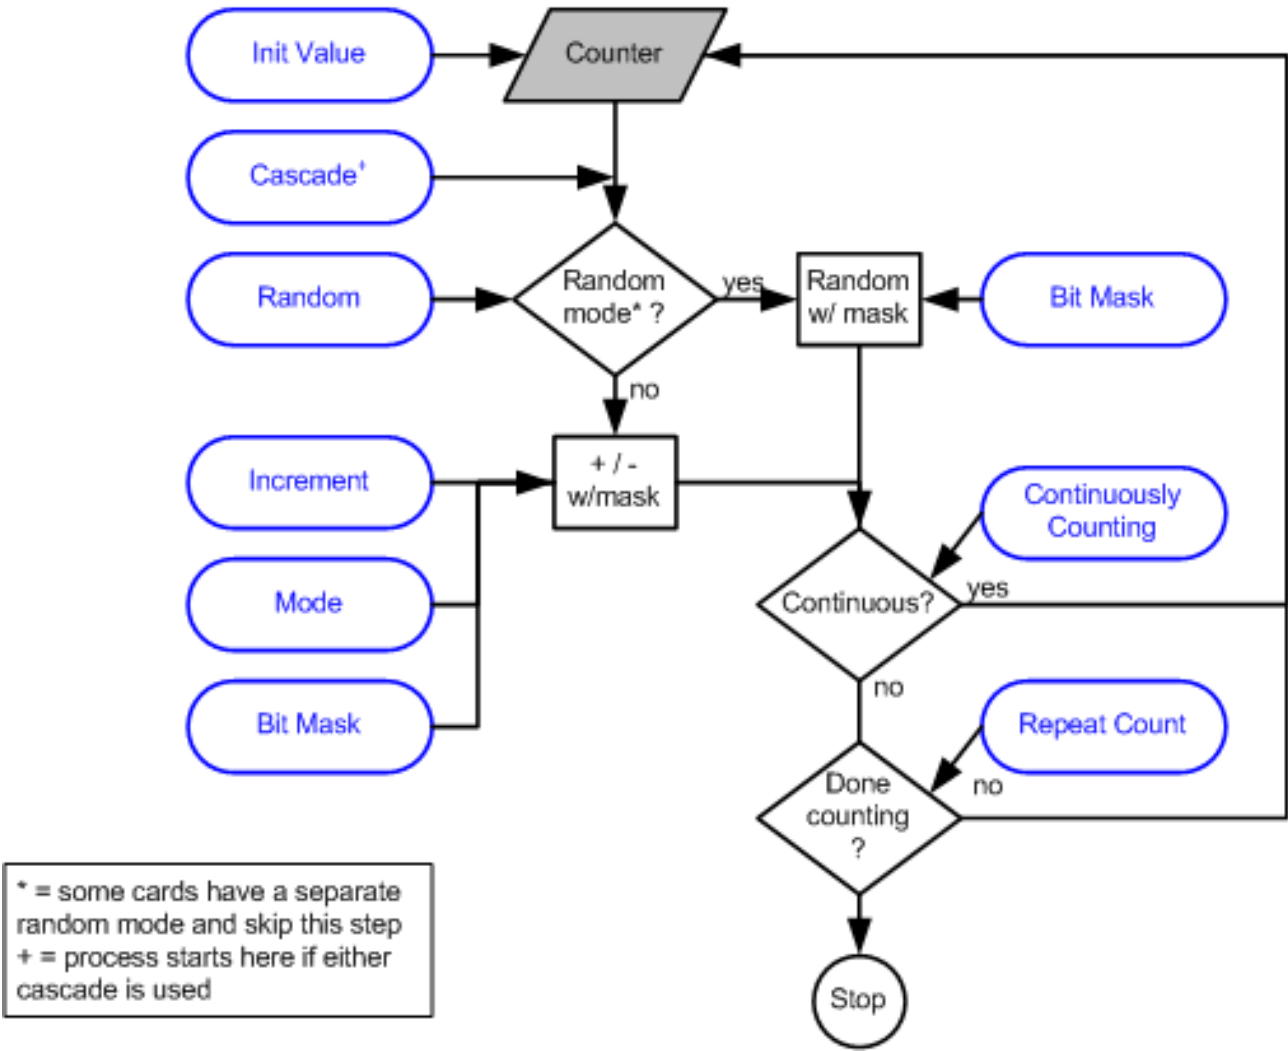 Init Value
Counter
Cascade⁺
Random
Random
mode* ?
yes
Random
w/ mask
Bit Mask
no
Increment
+ / -
w/mask
Continuously
Counting
Mode
Continuous?
yes
no
Bit Mask
Repeat Count
Done
counting
?
no
* = some cards have a separate
random mode and skip this step
+ = process starts here if either
cascade is used
Stop